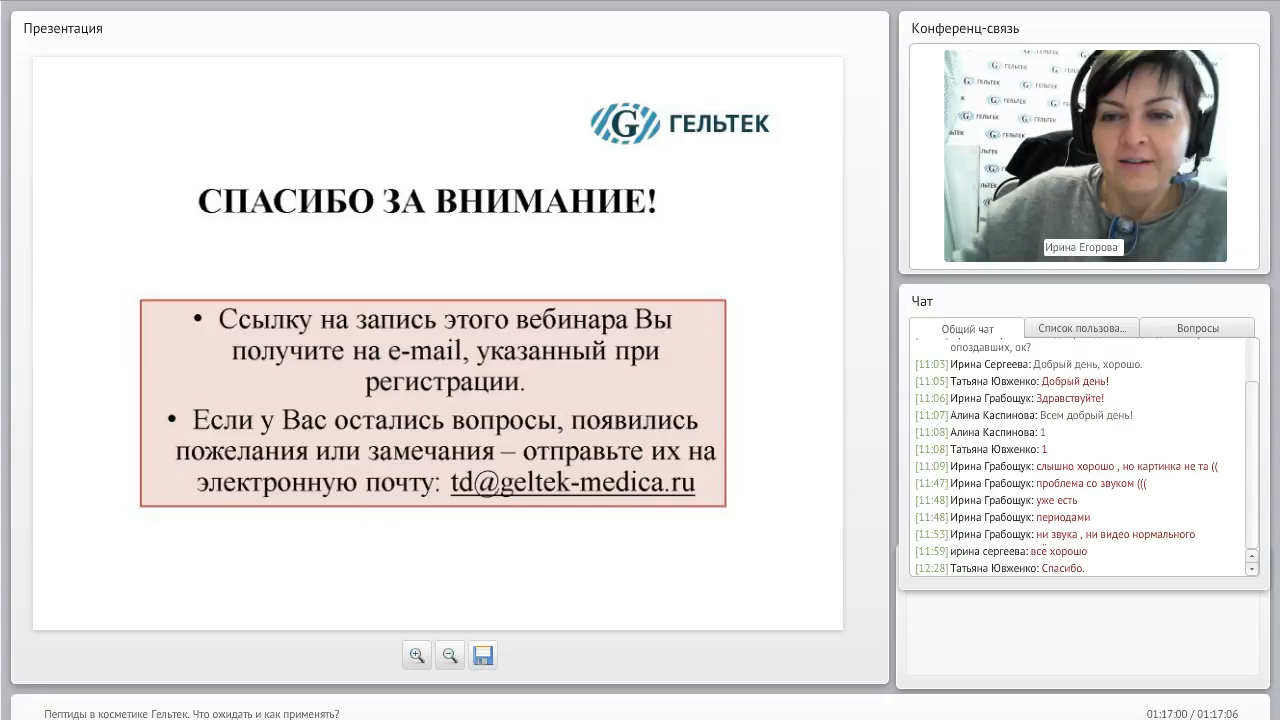 Презентация
ГЕЛЬТЕК
СПАСИБО ЗА ВНИМАНИЕ!
• Ссылку на запись этого вебинара Вы
получите на e-mail, указанный при
регистрации.
• Если у Вас остались вопросы, появились
пожелания или замечания – отправьте их на
электронную почту: td@geltek-medica.ru
Конференц-связь
ГЕЛЬТЕК
Ирина Егорова
Чат
Общий чат
Список пользова...
Вопросы
опоздавших, ок?
[11:03] Ирина Сергеева: Добрый день, хорошо.
[11:05] Татьяна Ювженко: Добрый день!
[11:06] Ирина Грабощук: Здравствуйте!
[11:07] Алина Каспинова: Всем добрый день!
[11:08] Алина Каспинова: 1
[11:08] Татьяна Ювженко: 1
[11:09] Ирина Грабощук: слышно хорошо , но картинка не та ((
[11:47] Ирина Грабощук: проблема со звуком (((
[11:48] Ирина Грабощук: уже есть
[11:48] Ирина Грабощук: периодами
[11:53] Ирина Грабощук: ни звука , ни видео нормального
[11:59] ирина сергеева: всё хорошо
[12:28] Татьяна Ювженко: Спасибо.
Пептиды в косметике Гельтек. Что ожидать и как применять?
01:17:00 / 01:17:06